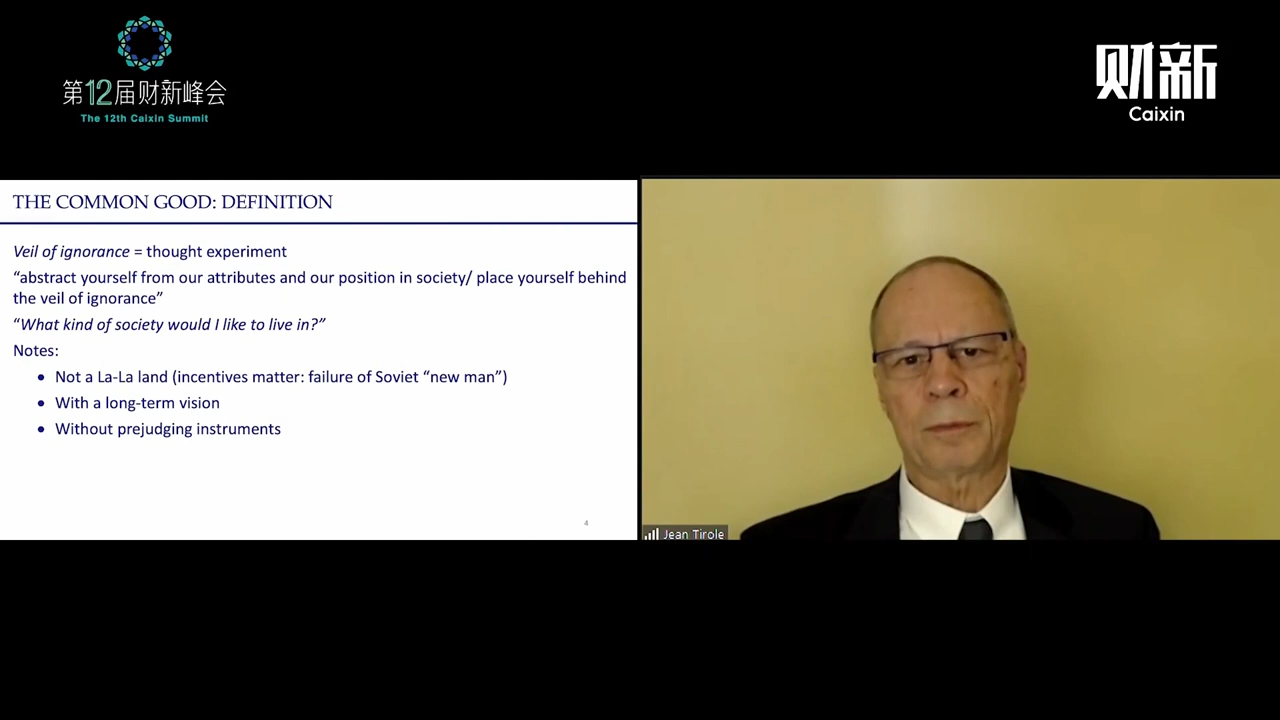 第12届财新峰会
The 12th Caixin Summit
财新
Caixin
THE COMMON GOOD: DEFINITION
Veil of ignorance = thought experiment
“abstract yourself from our attributes and our position in society/ place yourself behind
the veil of ignorance”
“What kind of society would I like to live in?”
Notes:
• Not a La-La land (incentives matter: failure of Soviet “new man”)
• With a long-term vision
• Without prejudging instruments
4
Jean Tirole